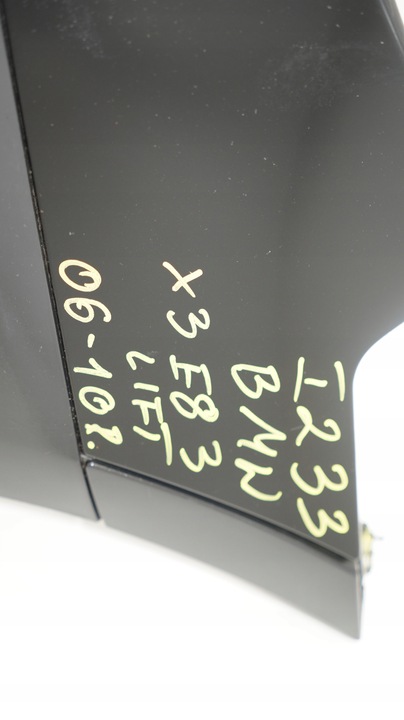 I233
BMW
X3 E83
LIFT
06-10r.